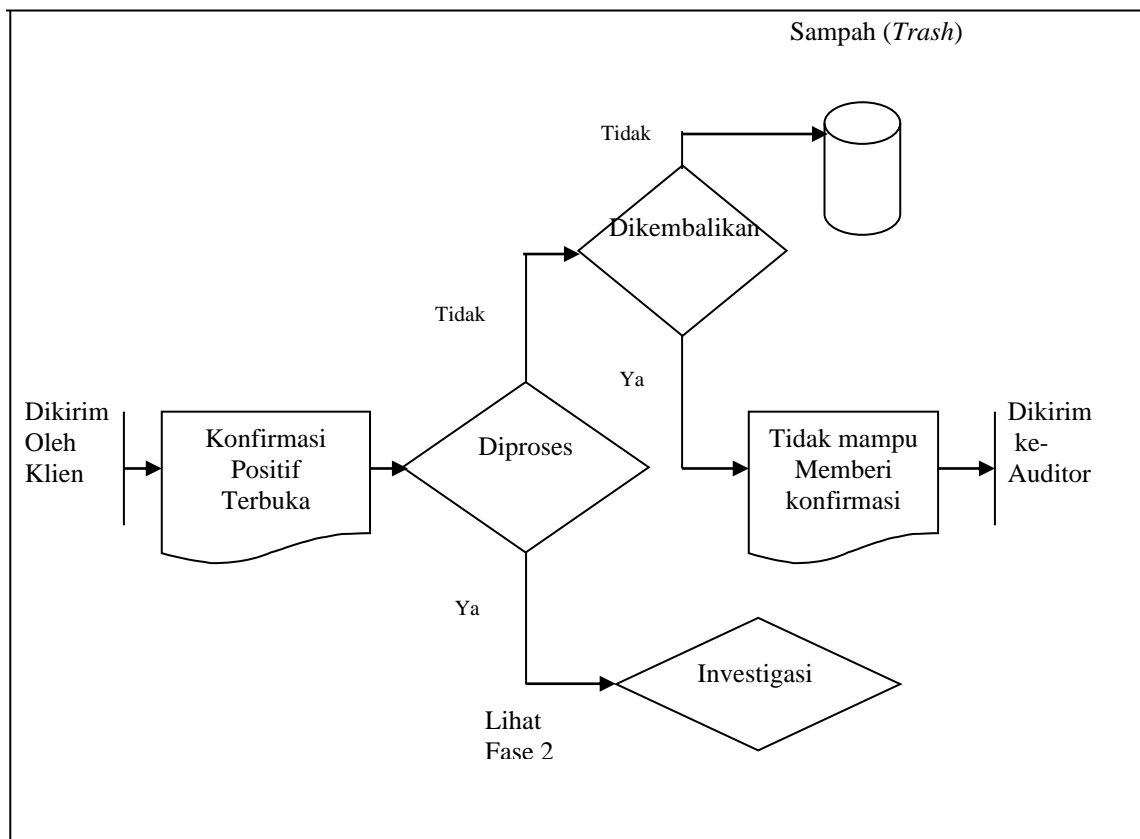 Sampah (Trash)
Tidak
Dikembalikan
Tidak
Ya
Dikirim
Oleh
Klien
Konfirmasi
Positif
Terbuka
Diproses
Tidak mampu
Memberi
konfirmasi
Dikirim
ke-
Auditor
Ya
Investigasi
Lihat
Fase 2